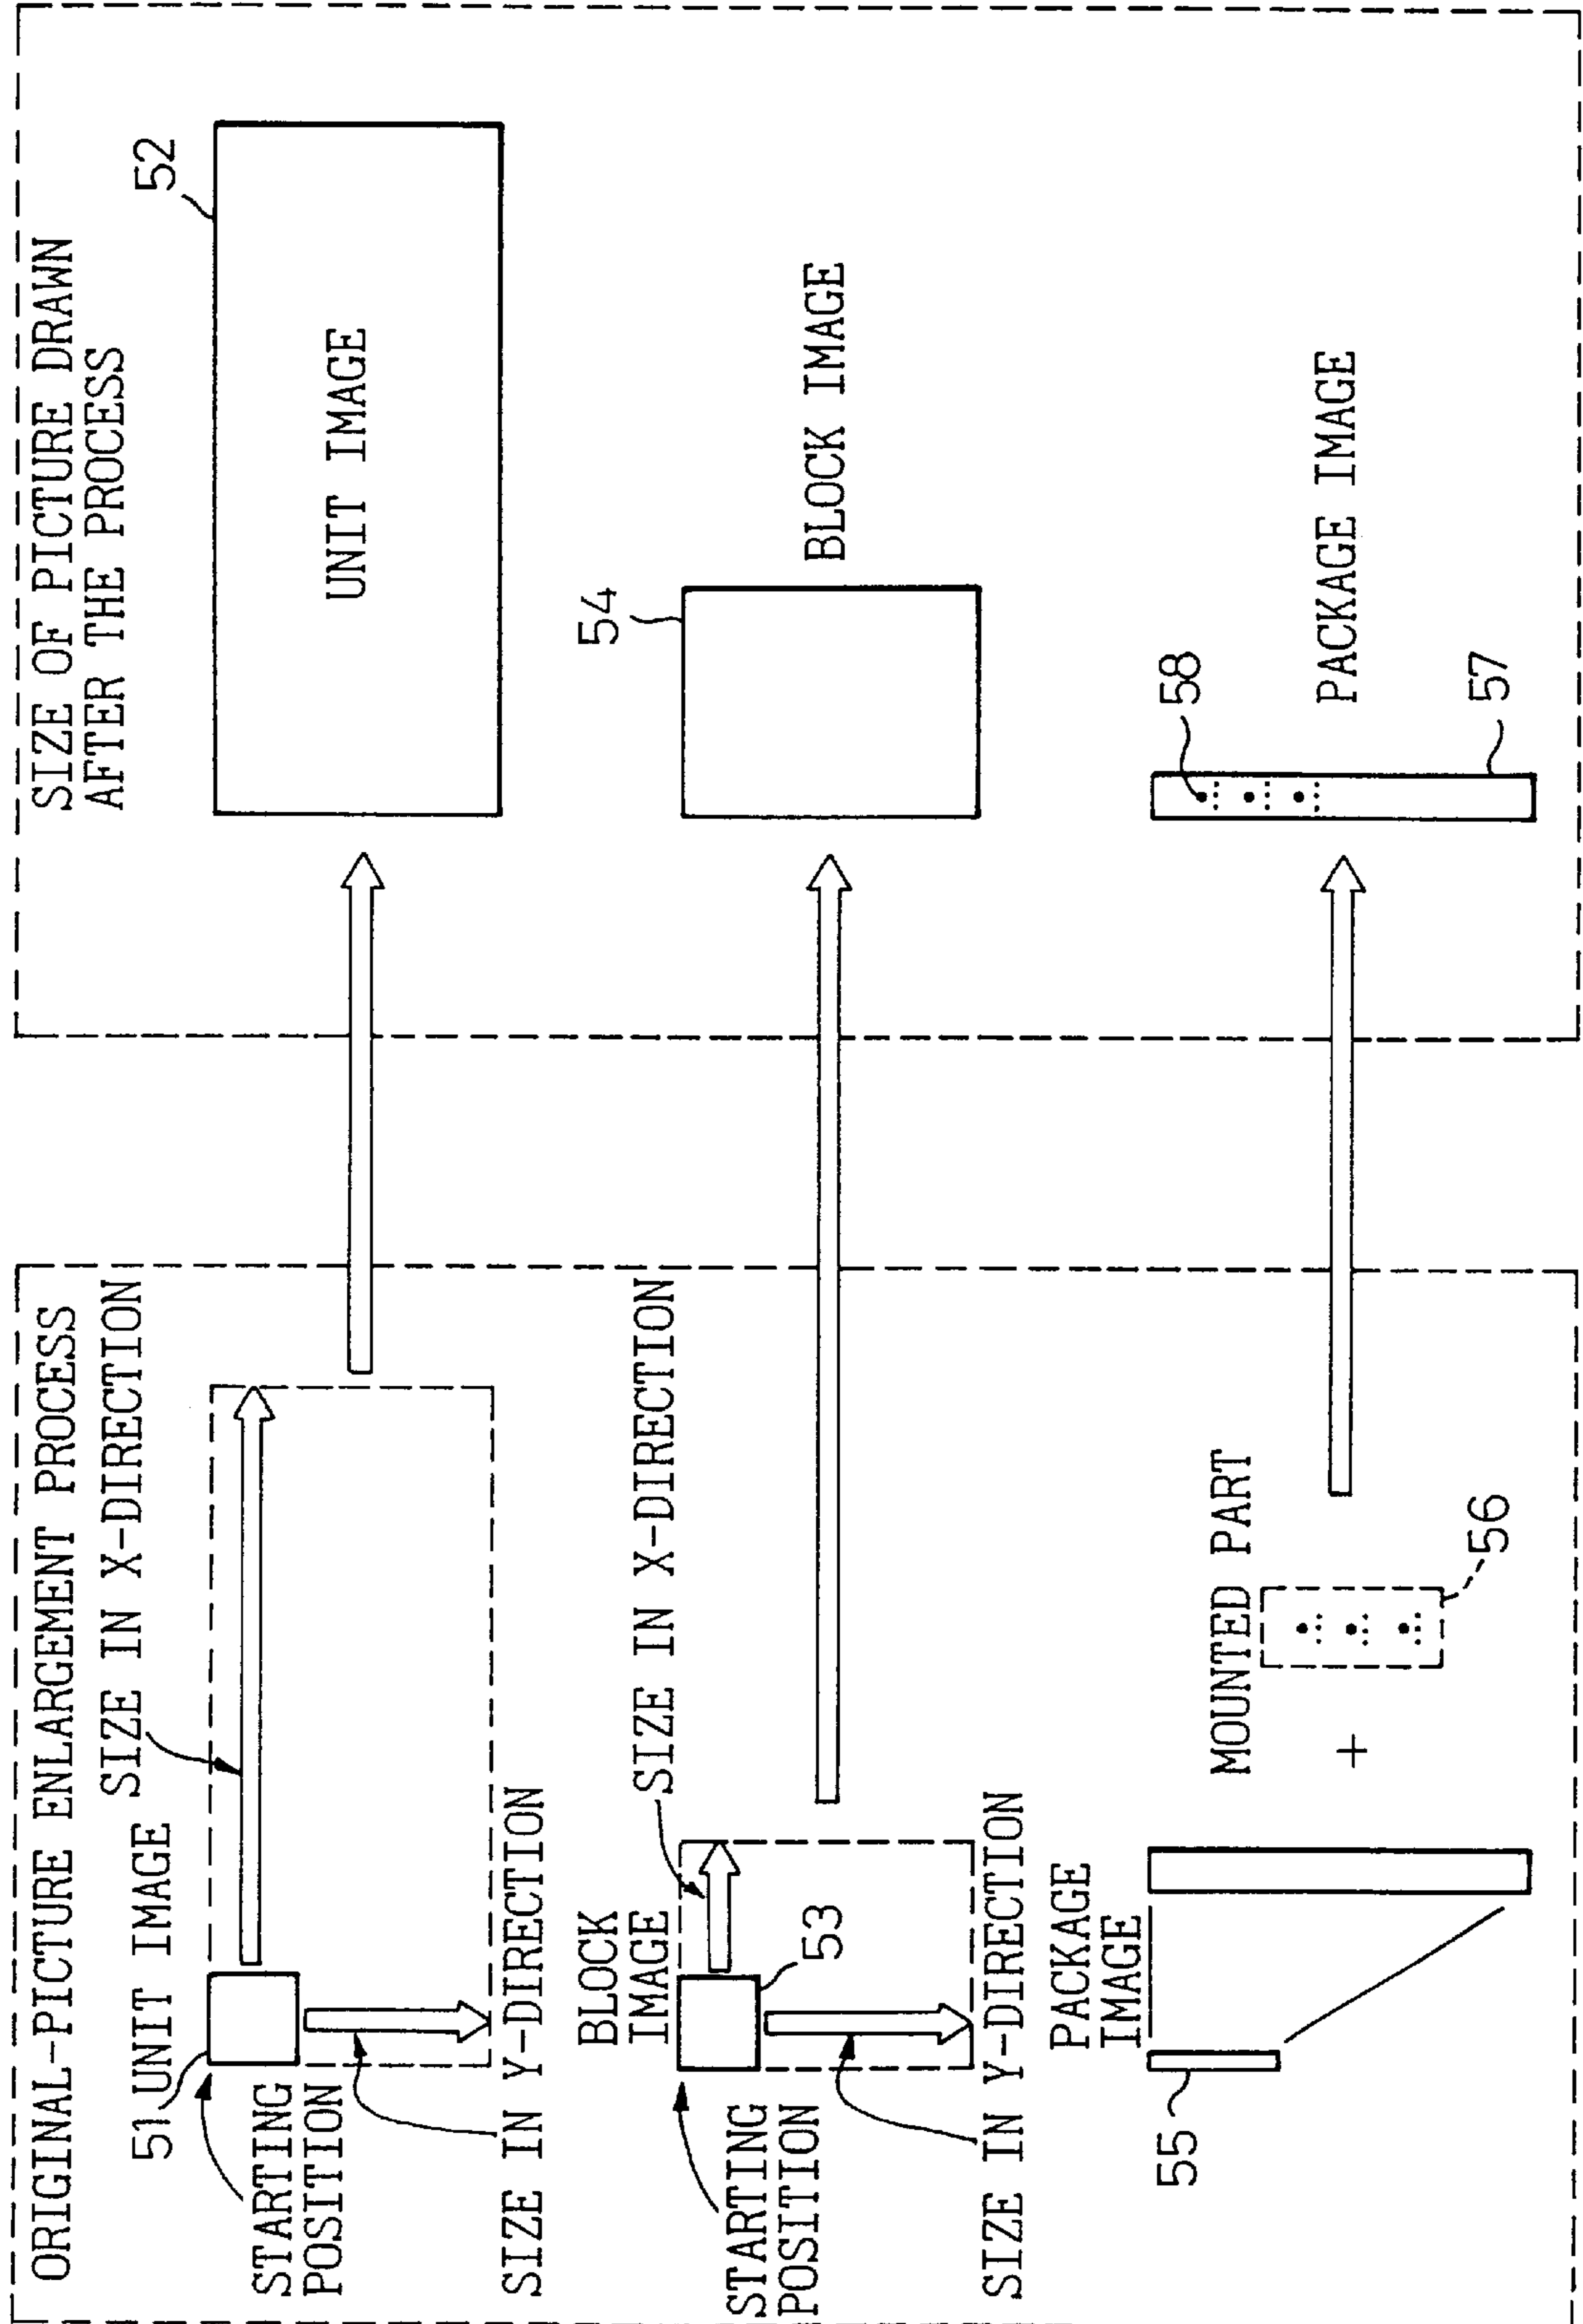 ORIGINAL-PICTURE ENLARGEMENT PROCESS
51
UNIT IMAGE
SIZE IN X-DIRECTION
STARTING
POSITION
SIZE IN Y-DIRECTION
BLOCK
IMAGE
SIZE IN X-DIRECTION
53
STARTING
POSITION
SIZE IN Y-DIRECTION
PACKAGE
IMAGE
55
+
MOUNTED PART
56
SIZE OF PICTURE DRAWN
AFTER THE PROCESS
52
UNIT IMAGE
54
BLOCK IMAGE
58
PACKAGE IMAGE
57